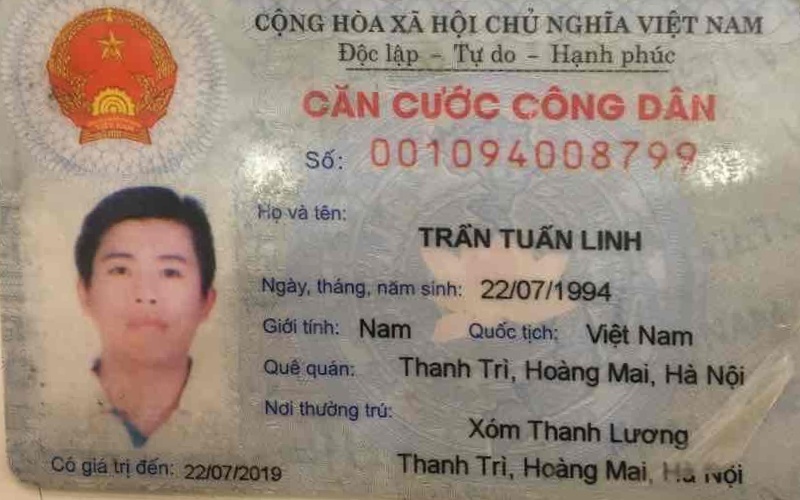 CỘNG HÒA XÃ HỘI CHỦ NGHĨA VIỆT NAM
Độc lập - Tự do - Hạnh phúc
CĂN CƯỚC CÔNG DÂN
Số: 001094008799
Họ và tên:
TRẦN TUẤN LINH
Ngày, tháng, năm sinh: 22/07/1994
Giới tính: Nam Quốc tịch: Việt Nam
Quê quán: Thanh Trì, Hoàng Mai, Hà Nội
Nơi thường trú:
Xóm Thanh Lương
Thanh Trì, Hoàng Mai, Hà Nội
Có giá trị đến: 22/07/2019